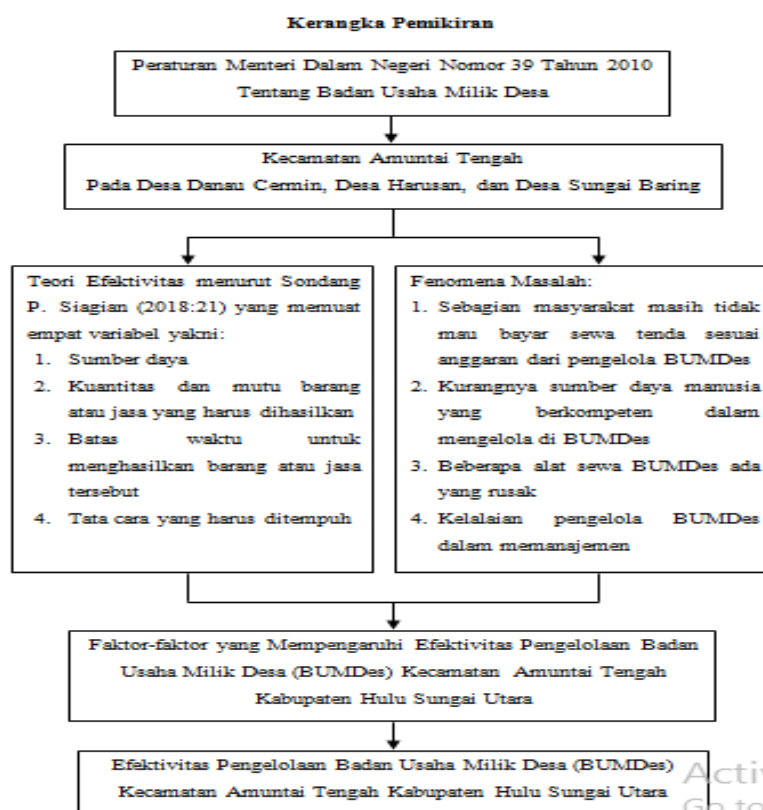 Kerangka Pemikiran
Peraturan Menteri Dalam Negeri Nomor 39 Tahun 2010
Tentang Badan Usaha Milik Desa
Kecamatan Amuntai Tengah
Pada Desa Danau Cermin, Desa Harusan, dan Desa Sungai Baring
Teori Efektivitas menurut Sondang
P. Siagian (2018:21) yang memuat
empat variabel yakni:
1. Sumber daya
2. Kuantitas dan mutu barang
atau jasa yang harus dihasilkan
3. Batas waktu untuk
menghasilkan barang atau jasa
tersebut
4. Tata cara yang harus ditempuh
Fenomena Masalah:
1. Sebagian masyarakat masih tidak
mau bayar sewa tenda sesuai
anggaran dari pengelola BUMDes
2. Kurangnya sumber daya manusia
yang berkompeten dalam
mengelola di BUMDes
3. Beberapa alat sewa BUMDes ada
yang rusak
4. Kelalaian pengelola BUMDes
dalam memanajemen
Faktor-faktor yang Mempengaruhi Efektivitas Pengelolaan Badan
Usaha Milik Desa (BUMDes) Kecamatan Amuntai Tengah
Kabupaten Hulu Sungai Utara
Efektivitas Pengelolaan Badan Usaha Milik Desa (BUMDes)
Kecamatan Amuntai Tengah Kabupaten Hulu Sungai Utara
Go to